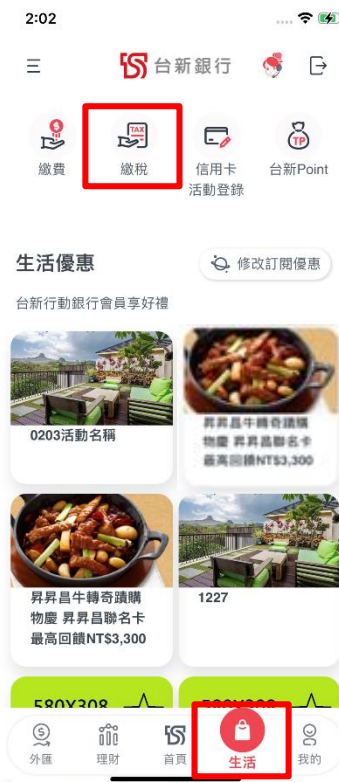 2:02
台新銀行
繳費
TAX
繳稅
信用卡
活動登錄
TP
台新Point
生活優惠
修改訂閱優惠
台新行動銀行會員享好禮
0203活動名稱
昇昇昌牛轉奇蹟購
物慶 昇昇昌聯名卡
最高回饋NT$3,300
昇昇昌牛轉奇蹟購
物慶 昇昇昌聯名卡
最高回饋NT$3,300
1227
580X308
580X308
外匯
理財
首頁
生活
我的